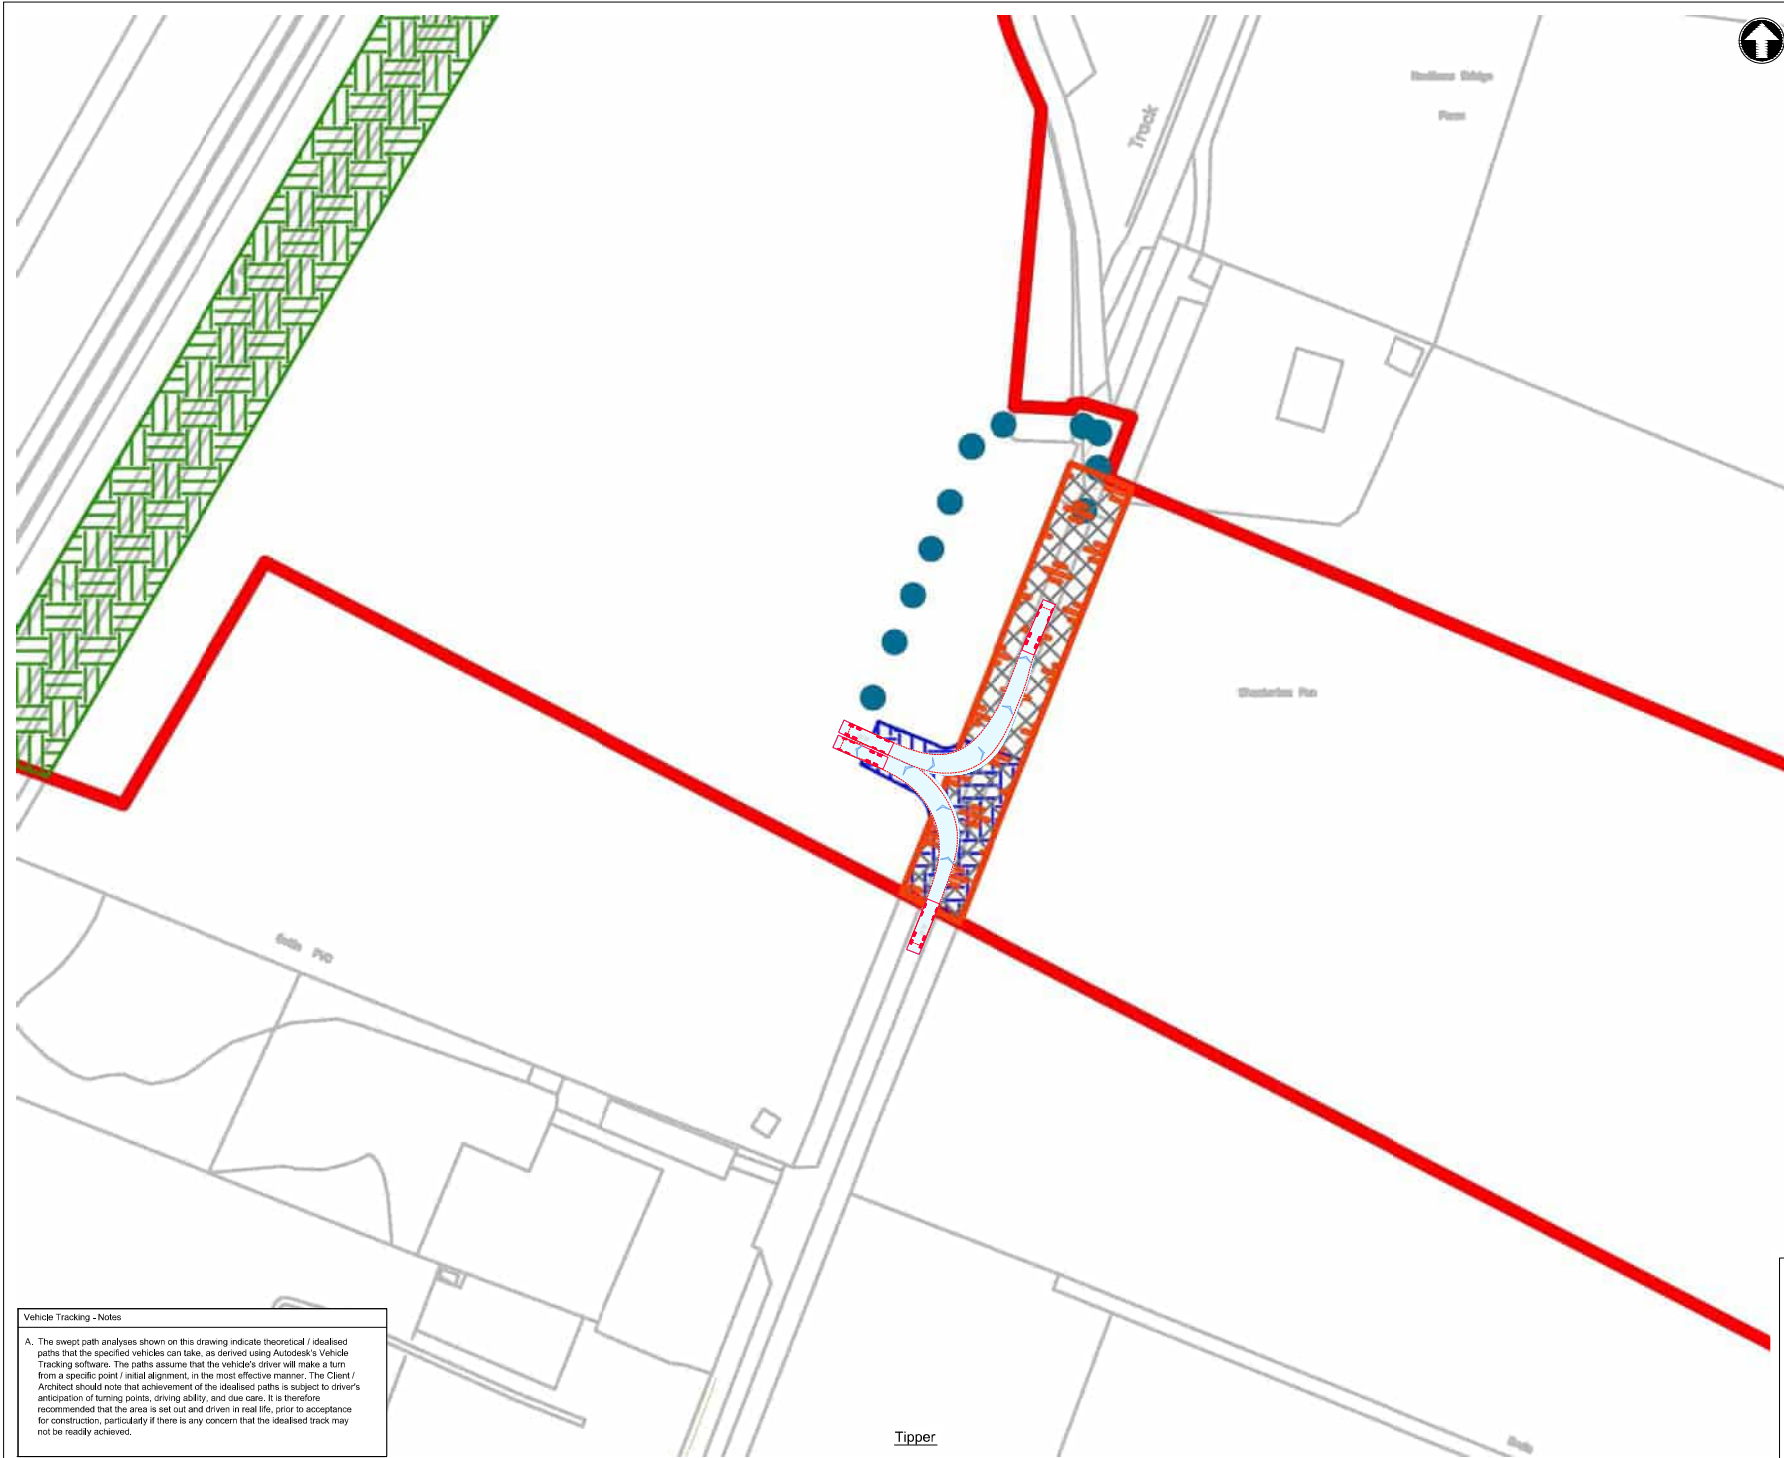 Track
Farm
Vehicle Tracking - Notes
A. The swept path analyses shown on this drawing indicate theoretical / idealised
paths that the specified vehicles can take, as derived using Autodesk's Vehicle
Tracking software. The paths assume that the vehicle's driver will make a turn
from a specific point / initial alignment, in the most effective manner. The Client /
Architect should note that achievement of the idealised paths is subject to driver's
anticipation of turning points, driving ability, and due care. It is therefore
recommended that the area is set out and driven in real life, prior to acceptance
for construction, particularly if there is any concern that the idealised track may
not be readily achieved.
Tipper